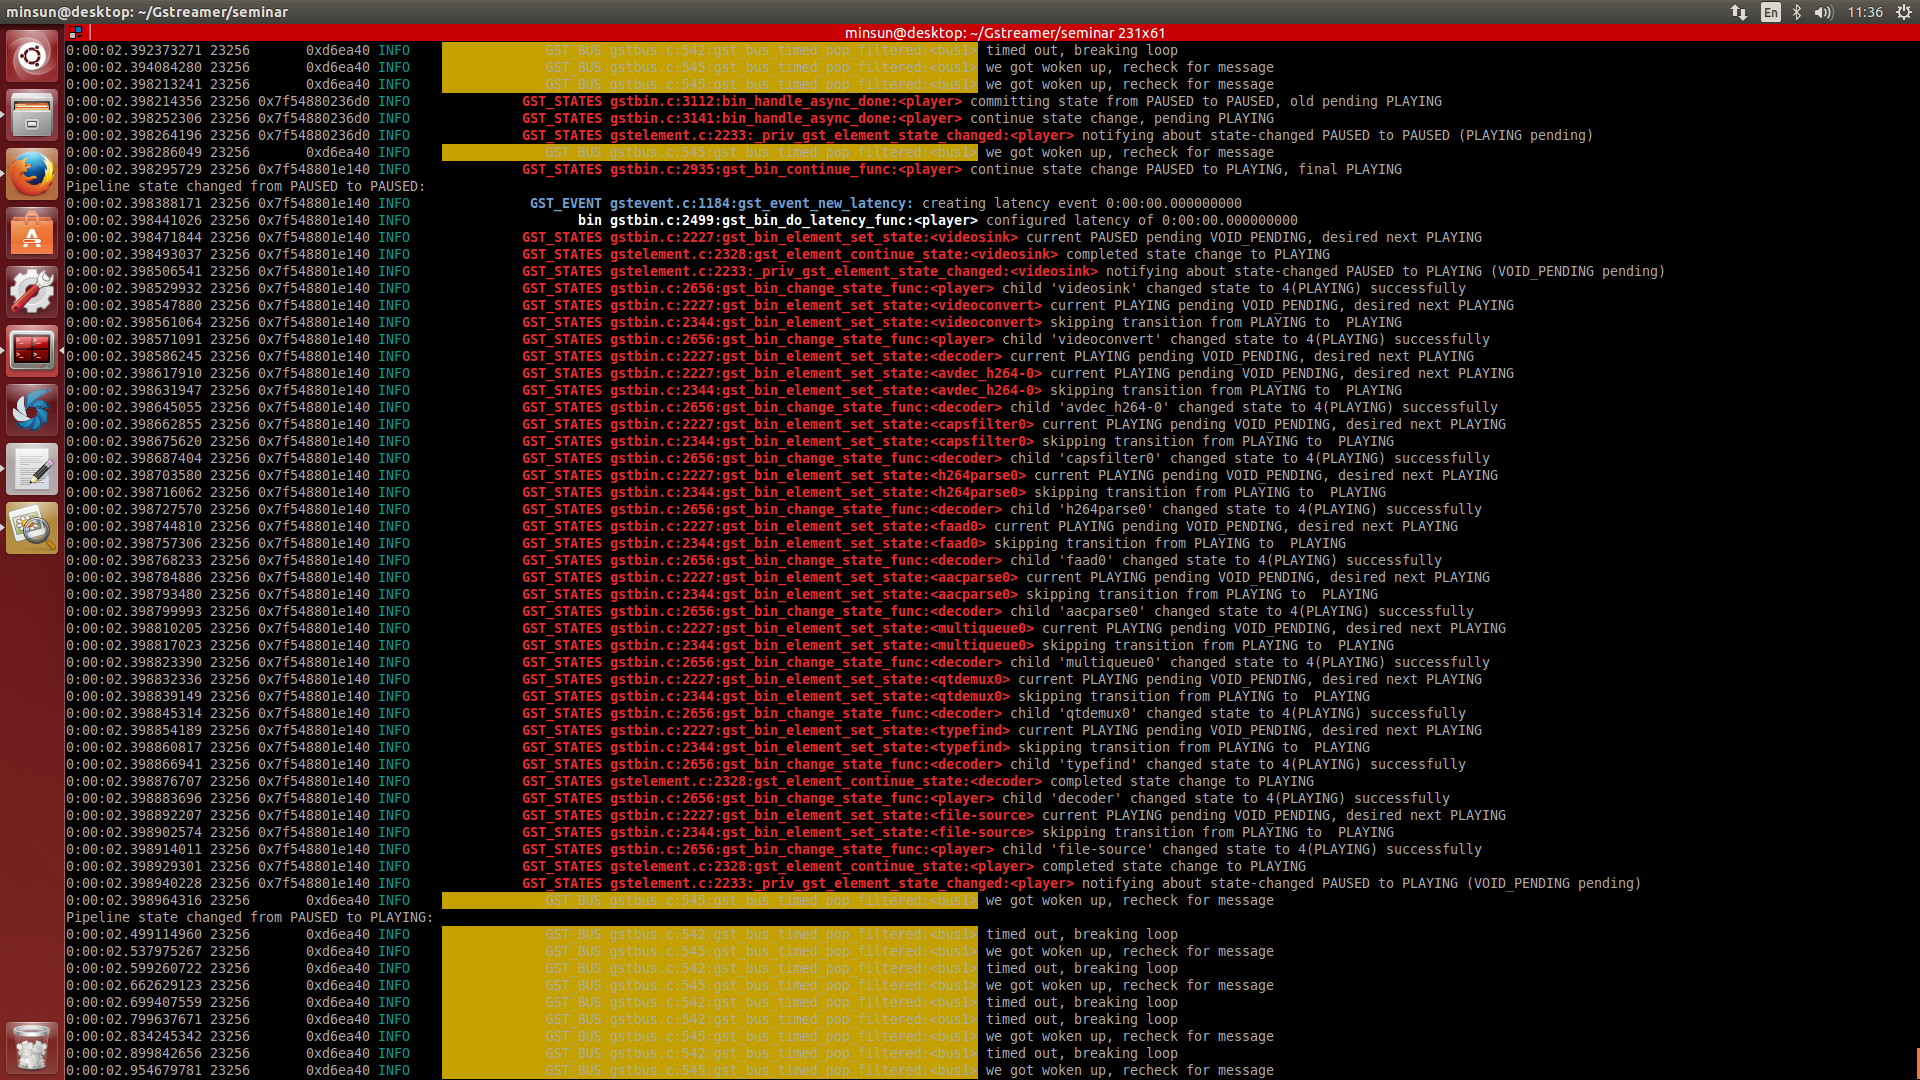 minsun@desktop: ~/Gstreamer/seminar
En
11:36
minsun@desktop: ~/Gstreamer/seminar 231x61
0:00:02.392373271 23256 0xd6ea40 INFO GST_BUS gstbus.c:542:gst_bus_timed_pop_filtered:<bus1> timed out, breaking loop
0:00:02.394084280 23256 0xd6ea40 INFO GST_BUS gstbus.c:545:gst_bus_timed_pop_filtered:<bus1> we got woken up, recheck for message
0:00:02.398213241 23256 0xd6ea40 INFO GST_BUS gstbus.c:545:gst_bus_timed_pop_filtered:<bus1> we got woken up, recheck for message
0:00:02.398214356 23256 0x7f54880236d0 INFO GST_STATES gstbin.c:3112:bin_handle_async_done:<player> committing state from PAUSED to PAUSED, old pending PLAYING
0:00:02.398252306 23256 0x7f54880236d0 INFO GST_STATES gstbin.c:3141:bin_handle_async_done:<player> continue state change, pending PLAYING
0:00:02.398264196 23256 0x7f54880236d0 INFO GST_STATES gstelement.c:2233:_priv_gst_element_state_changed:<player> notifying about state-changed PAUSED to PAUSED (PLAYING pending)
0:00:02.398286049 23256 0xd6ea40 INFO GST_BUS gstbus.c:545:gst_bus_timed_pop_filtered:<bus1> we got woken up, recheck for message
0:00:02.398295729 23256 0x7f548801e140 INFO GST_STATES gstbin.c:2935:gst_bin_continue_func:<player> continue state change PAUSED to PLAYING, final PLAYING
Pipeline state changed from PAUSED to PAUSED:
0:00:02.398388171 23256 0x7f548801e140 INFO GST_EVENT gstevent.c:1184:gst_event_new_latency: creating latency event 0:00:00.000000000
0:00:02.398441026 23256 0x7f548801e140 INFO bin gstbin.c:2499:gst_bin_do_latency_func:<player> configured latency of 0:00:00.000000000
0:00:02.398471844 23256 0x7f548801e140 INFO GST_STATES gstbin.c:2227:gst_bin_element_set_state:<videosink> current PAUSED pending VOID_PENDING, desired next PLAYING
0:00:02.398493037 23256 0x7f548801e140 INFO GST_STATES gstelement.c:2328:gst_element_continue_state:<videosink> completed state change to PLAYING
0:00:02.398506541 23256 0x7f548801e140 INFO GST_STATES gstelement.c:2233:_priv_gst_element_state_changed:<videosink> notifying about state-changed PAUSED to PLAYING (VOID_PENDING pending)
0:00:02.398529932 23256 0x7f548801e140 INFO GST_STATES gstbin.c:2656:gst_bin_change_state_func:<player> child 'videosink' changed state to 4(PLAYING) successfully
0:00:02.398547880 23256 0x7f548801e140 INFO GST_STATES gstbin.c:2227:gst_bin_element_set_state:<videoconvert> current PLAYING pending VOID_PENDING, desired next PLAYING
0:00:02.398561064 23256 0x7f548801e140 INFO GST_STATES gstbin.c:2344:gst_bin_element_set_state:<videoconvert> skipping transition from PLAYING to  PLAYING
0:00:02.398571091 23256 0x7f548801e140 INFO GST_STATES gstbin.c:2656:gst_bin_change_state_func:<player> child 'videoconvert' changed state to 4(PLAYING) successfully
0:00:02.398586245 23256 0x7f548801e140 INFO GST_STATES gstbin.c:2227:gst_bin_element_set_state:<decoder> current PLAYING pending VOID_PENDING, desired next PLAYING
0:00:02.398617910 23256 0x7f548801e140 INFO GST_STATES gstbin.c:2227:gst_bin_element_set_state:<avdec_h264-0> current PLAYING pending VOID_PENDING, desired next PLAYING
0:00:02.398631947 23256 0x7f548801e140 INFO GST_STATES gstbin.c:2344:gst_bin_element_set_state:<avdec_h264-0> skipping transition from PLAYING to  PLAYING
0:00:02.398645055 23256 0x7f548801e140 INFO GST_STATES gstbin.c:2656:gst_bin_change_state_func:<decoder> child 'avdec_h264-0' changed state to 4(PLAYING) successfully
0:00:02.398662855 23256 0x7f548801e140 INFO GST_STATES gstbin.c:2227:gst_bin_element_set_state:<capsfilter0> current PLAYING pending VOID_PENDING, desired next PLAYING
0:00:02.398675620 23256 0x7f548801e140 INFO GST_STATES gstbin.c:2344:gst_bin_element_set_state:<capsfilter0> skipping transition from PLAYING to  PLAYING
0:00:02.398687404 23256 0x7f548801e140 INFO GST_STATES gstbin.c:2656:gst_bin_change_state_func:<decoder> child 'capsfilter0' changed state to 4(PLAYING) successfully
0:00:02.398703580 23256 0x7f548801e140 INFO GST_STATES gstbin.c:2227:gst_bin_element_set_state:<h264parse0> current PLAYING pending VOID_PENDING, desired next PLAYING
0:00:02.398716062 23256 0x7f548801e140 INFO GST_STATES gstbin.c:2344:gst_bin_element_set_state:<h264parse0> skipping transition from PLAYING to  PLAYING
0:00:02.398727570 23256 0x7f548801e140 INFO GST_STATES gstbin.c:2656:gst_bin_change_state_func:<decoder> child 'h264parse0' changed state to 4(PLAYING) successfully
0:00:02.398744810 23256 0x7f548801e140 INFO GST_STATES gstbin.c:2227:gst_bin_element_set_state:<faad0> current PLAYING pending VOID_PENDING, desired next PLAYING
0:00:02.398757306 23256 0x7f548801e140 INFO GST_STATES gstbin.c:2344:gst_bin_element_set_state:<faad0> skipping transition from PLAYING to  PLAYING
0:00:02.398768233 23256 0x7f548801e140 INFO GST_STATES gstbin.c:2656:gst_bin_change_state_func:<decoder> child 'faad0' changed state to 4(PLAYING) successfully
0:00:02.398784886 23256 0x7f548801e140 INFO GST_STATES gstbin.c:2227:gst_bin_element_set_state:<aacparse0> current PLAYING pending VOID_PENDING, desired next PLAYING
0:00:02.398793480 23256 0x7f548801e140 INFO GST_STATES gstbin.c:2344:gst_bin_element_set_state:<aacparse0> skipping transition from PLAYING to  PLAYING
0:00:02.398799993 23256 0x7f548801e140 INFO GST_STATES gstbin.c:2656:gst_bin_change_state_func:<decoder> child 'aacparse0' changed state to 4(PLAYING) successfully
0:00:02.398810205 23256 0x7f548801e140 INFO GST_STATES gstbin.c:2227:gst_bin_element_set_state:<multiqueue0> current PLAYING pending VOID_PENDING, desired next PLAYING
0:00:02.398817023 23256 0x7f548801e140 INFO GST_STATES gstbin.c:2344:gst_bin_element_set_state:<multiqueue0> skipping transition from PLAYING to  PLAYING
0:00:02.398823390 23256 0x7f548801e140 INFO GST_STATES gstbin.c:2656:gst_bin_change_state_func:<decoder> child 'multiqueue0' changed state to 4(PLAYING) successfully
0:00:02.398832336 23256 0x7f548801e140 INFO GST_STATES gstbin.c:2227:gst_bin_element_set_state:<qtdemux0> current PLAYING pending VOID_PENDING, desired next PLAYING
0:00:02.398839149 23256 0x7f548801e140 INFO GST_STATES gstbin.c:2344:gst_bin_element_set_state:<qtdemux0> skipping transition from PLAYING to  PLAYING
0:00:02.398845314 23256 0x7f548801e140 INFO GST_STATES gstbin.c:2656:gst_bin_change_state_func:<decoder> child 'qtdemux0' changed state to 4(PLAYING) successfully
0:00:02.398854189 23256 0x7f548801e140 INFO GST_STATES gstbin.c:2227:gst_bin_element_set_state:<typefind> current PLAYING pending VOID_PENDING, desired next PLAYING
0:00:02.398860817 23256 0x7f548801e140 INFO GST_STATES gstbin.c:2344:gst_bin_element_set_state:<typefind> skipping transition from PLAYING to  PLAYING
0:00:02.398866941 23256 0x7f548801e140 INFO GST_STATES gstbin.c:2656:gst_bin_change_state_func:<decoder> child 'typefind' changed state to 4(PLAYING) successfully
0:00:02.398876707 23256 0x7f548801e140 INFO GST_STATES gstelement.c:2328:gst_element_continue_state:<decoder> completed state change to PLAYING
0:00:02.398883696 23256 0x7f548801e140 INFO GST_STATES gstbin.c:2656:gst_bin_change_state_func:<player> child 'decoder' changed state to 4(PLAYING) successfully
0:00:02.398892207 23256 0x7f548801e140 INFO GST_STATES gstbin.c:2227:gst_bin_element_set_state:<file-source> current PLAYING pending VOID_PENDING, desired next PLAYING
0:00:02.398902574 23256 0x7f548801e140 INFO GST_STATES gstbin.c:2344:gst_bin_element_set_state:<file-source> skipping transition from PLAYING to  PLAYING
0:00:02.398914011 23256 0x7f548801e140 INFO GST_STATES gstbin.c:2656:gst_bin_change_state_func:<player> child 'file-source' changed state to 4(PLAYING) successfully
0:00:02.398929301 23256 0x7f548801e140 INFO GST_STATES gstelement.c:2328:gst_element_continue_state:<player> completed state change to PLAYING
0:00:02.398940228 23256 0x7f548801e140 INFO GST_STATES gstelement.c:2233:_priv_gst_element_state_changed:<player> notifying about state-changed PAUSED to PLAYING (VOID_PENDING pending)
0:00:02.398964316 23256 0xd6ea40 INFO GST_BUS gstbus.c:545:gst_bus_timed_pop_filtered:<bus1> we got woken up, recheck for message
Pipeline state changed from PAUSED to PLAYING:
0:00:02.499114960 23256 0xd6ea40 INFO GST_BUS gstbus.c:542:gst_bus_timed_pop_filtered:<bus1> timed out, breaking loop
0:00:02.537975267 23256 0xd6ea40 INFO GST_BUS gstbus.c:545:gst_bus_timed_pop_filtered:<bus1> we got woken up, recheck for message
0:00:02.599260722 23256 0xd6ea40 INFO GST_BUS gstbus.c:542:gst_bus_timed_pop_filtered:<bus1> timed out, breaking loop
0:00:02.662629123 23256 0xd6ea40 INFO GST_BUS gstbus.c:545:gst_bus_timed_pop_filtered:<bus1> we got woken up, recheck for message
0:00:02.699407559 23256 0xd6ea40 INFO GST_BUS gstbus.c:542:gst_bus_timed_pop_filtered:<bus1> timed out, breaking loop
0:00:02.799637671 23256 0xd6ea40 INFO GST_BUS gstbus.c:542:gst_bus_timed_pop_filtered:<bus1> timed out, breaking loop
0:00:02.834245342 23256 0xd6ea40 INFO GST_BUS gstbus.c:545:gst_bus_timed_pop_filtered:<bus1> we got woken up, recheck for message
0:00:02.899842656 23256 0xd6ea40 INFO GST_BUS gstbus.c:542:gst_bus_timed_pop_filtered:<bus1> timed out, breaking loop
0:00:02.954679781 23256 0xd6ea40 INFO GST_BUS gstbus.c:545:gst_bus_timed_pop_filtered:<bus1> we got woken up, recheck for message